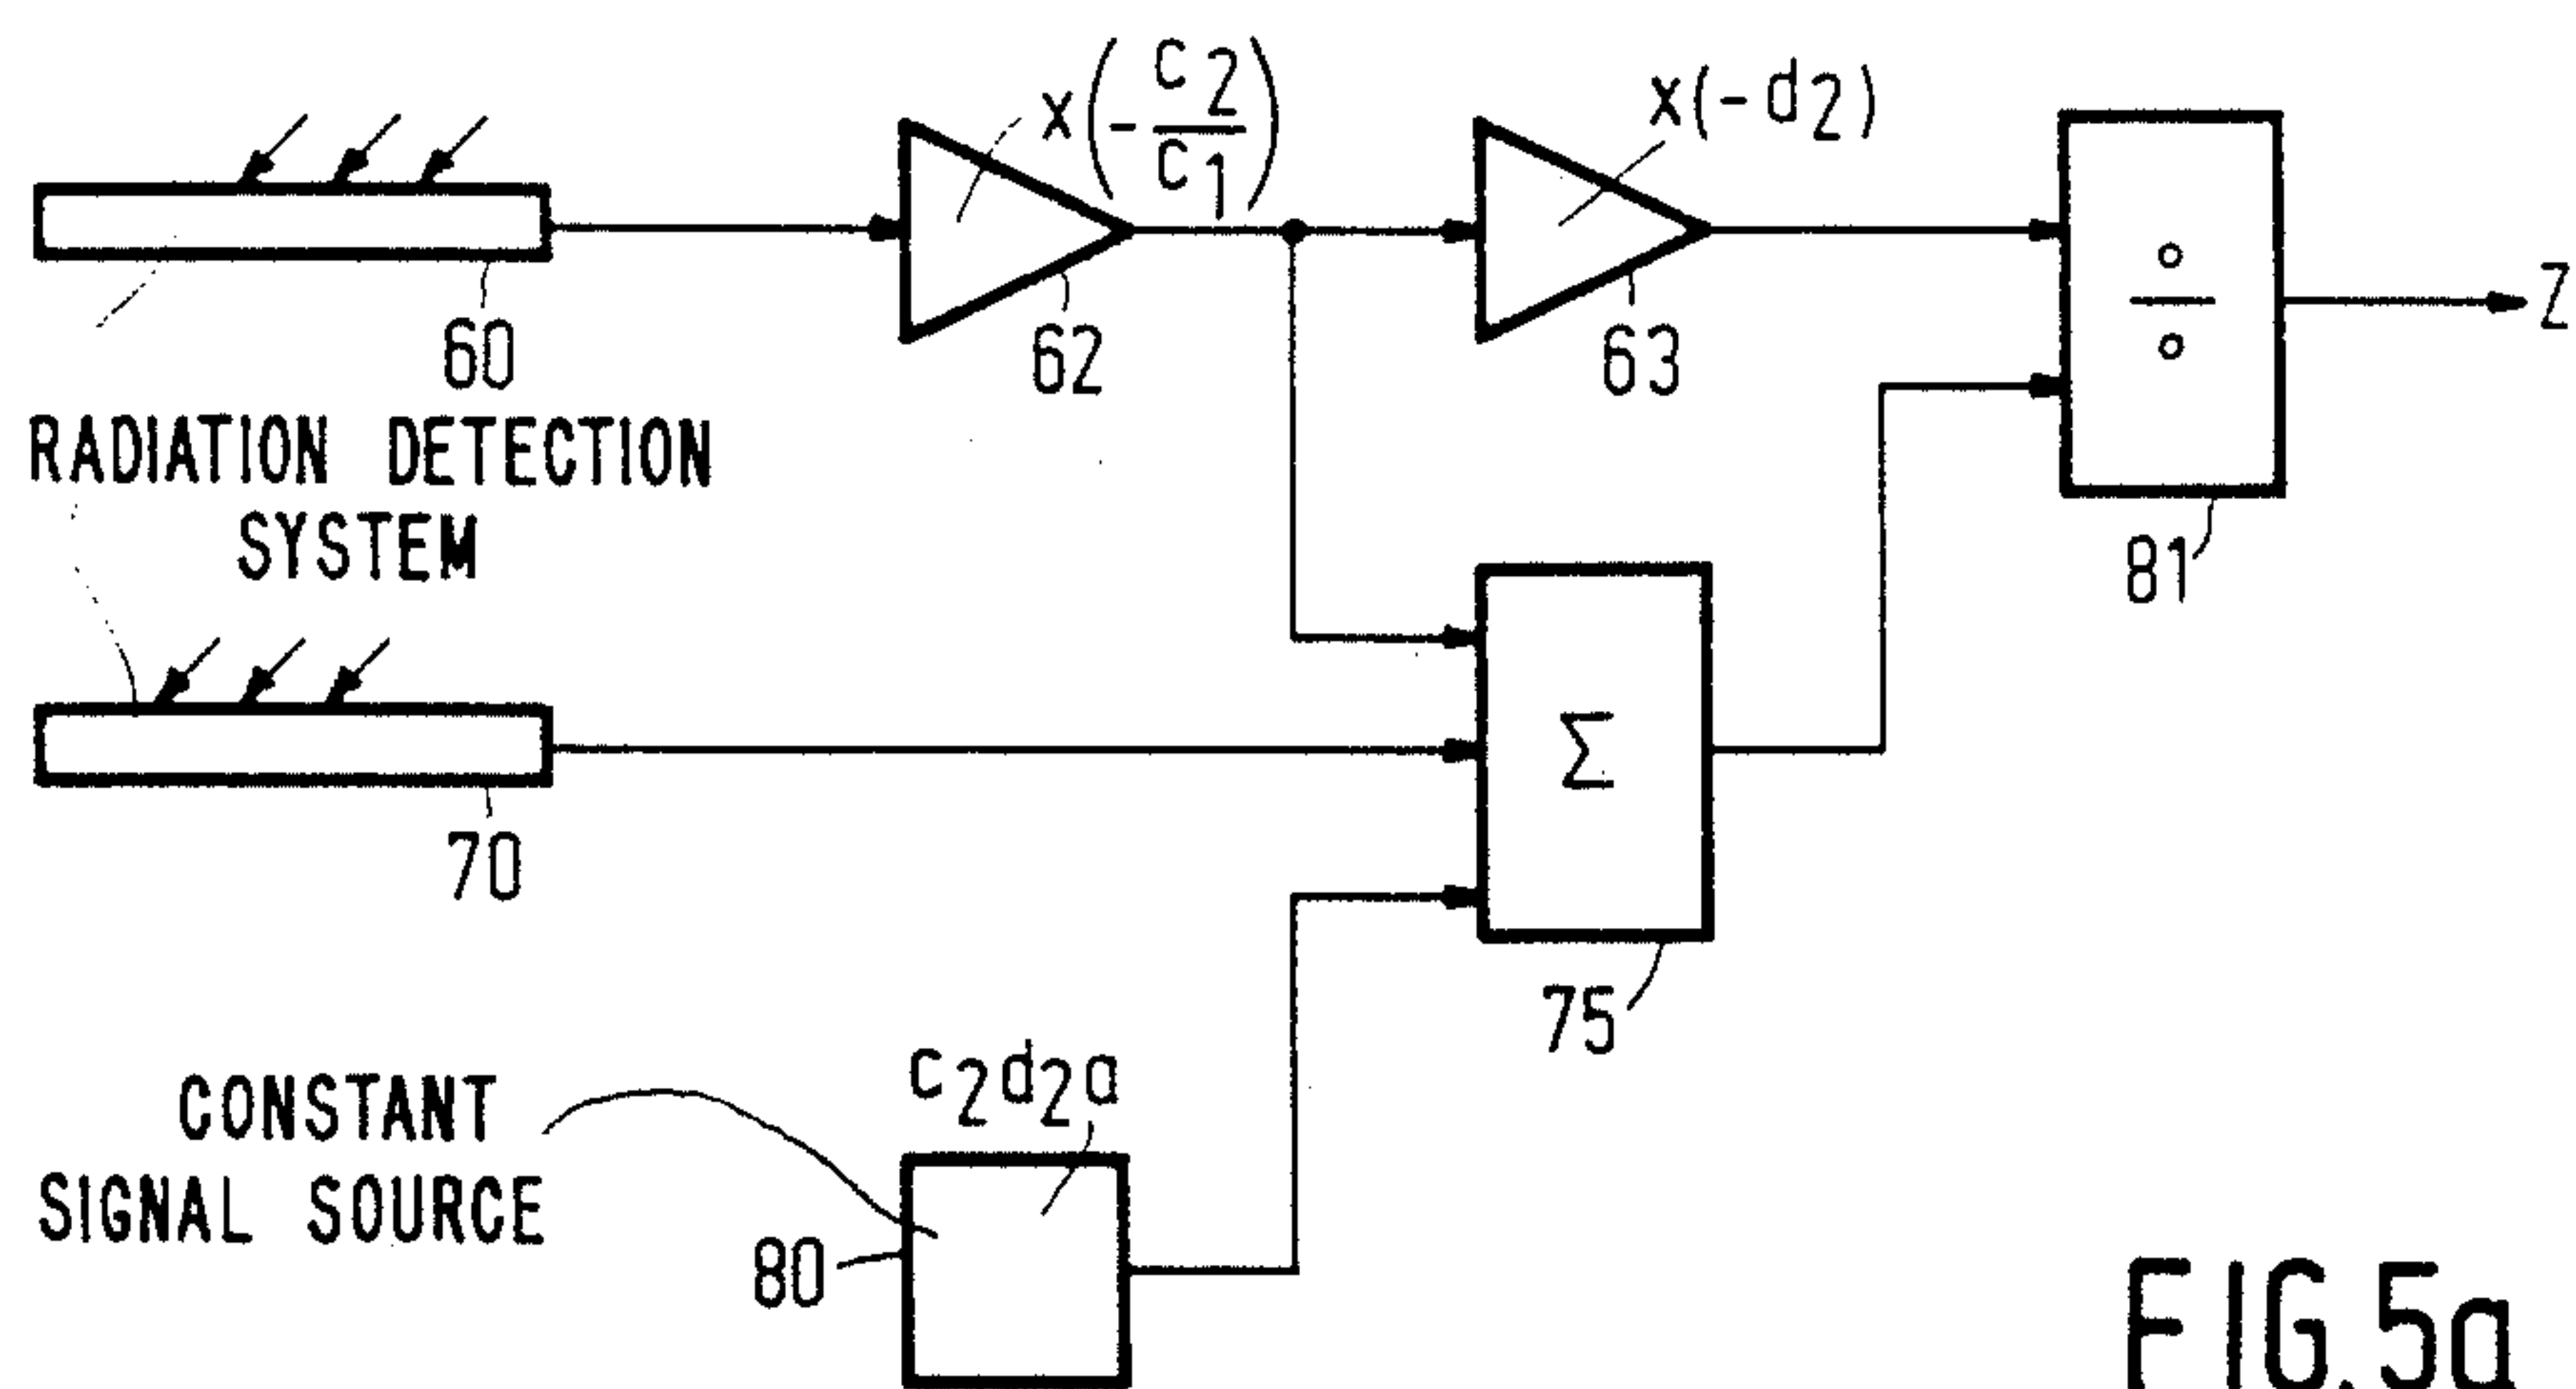 x(-c2/c1)
x(-d2)
60
62
63
÷
Z
81
RADIATION DETECTION
SYSTEM
70
Σ
75
c2d2a
CONSTANT
SIGNAL SOURCE
80
FIG.5a